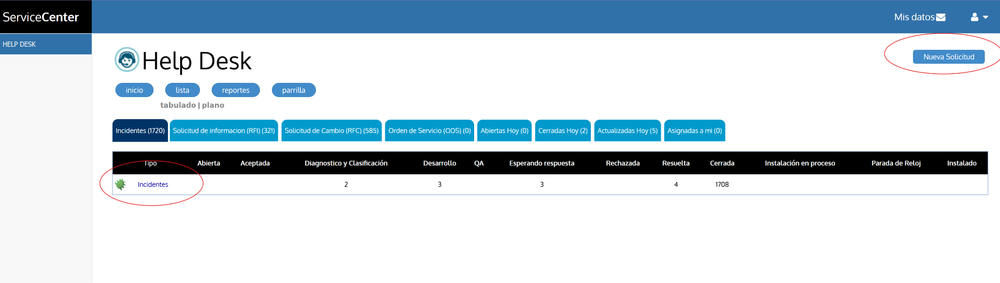 ServiceCenter
Mis datos
HELP DESK
Help Desk
Nueva Solicitud
inicio lista reportes parrilla
tabulado | plano
Incidentes (1720) Solicitud de informacion (RFI) (321) Solicitud de Cambio (RFC) (585) Orden de Servicio (ODS) (0) Abiertas Hoy (0) Cerradas Hoy (2) Actualizadas Hoy (5) Asignadas a mi (0)
Tipo Abierta Aceptada Diagnostico y Clasificación Desarrollo QA Esperando respuesta Rechazada Resuelta Cerrada Instalación en proceso Parada de Reloj Instalado
Incidentes 2 3 3 4 1708